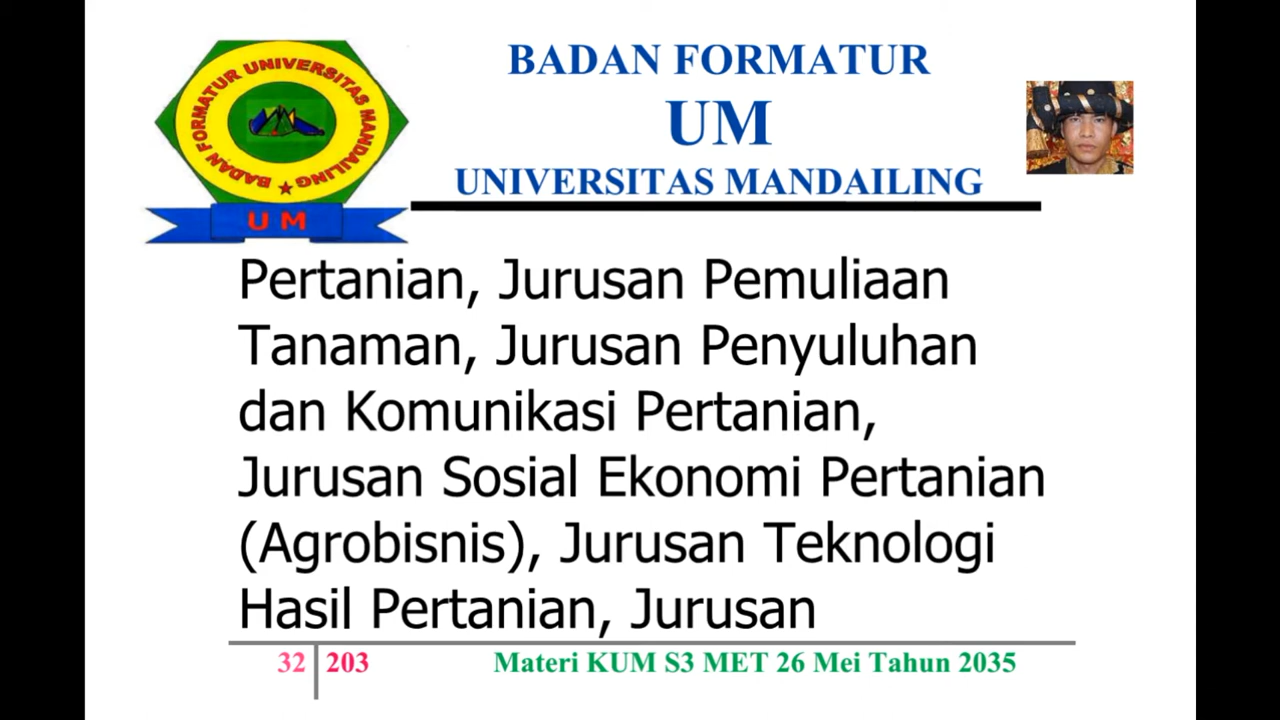 BADAN FORMATUR UNIVERSITAS MANDAILING
U M
BADAN FORMATUR
UM
UNIVERSITAS MANDAILING
Pertanian, Jurusan Pemuliaan
Tanaman, Jurusan Penyuluhan
dan Komunikasi Pertanian,
Jurusan Sosial Ekonomi Pertanian
(Agrobisnis), Jurusan Teknologi
Hasil Pertanian, Jurusan
32 203 Materi KUM S3 MET 26 Mei Tahun 2035